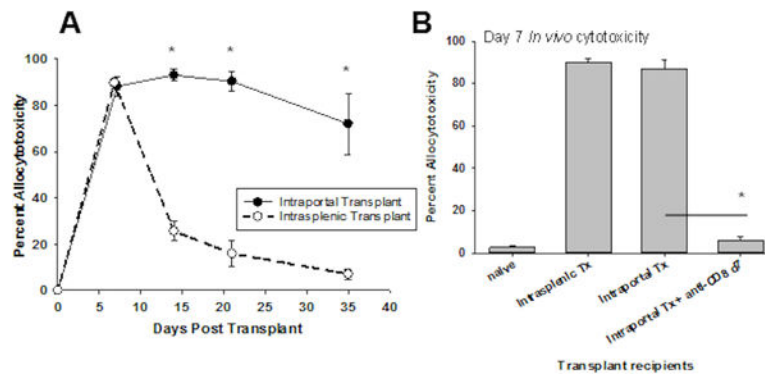 A
Percent Allocytotoxicity
100
80
60
40
20
0
0 5 10 15 20 25 30 35 40
Days Post Transplant
* * *
Intraportal Transplant
Intrasplenic Transplant
B
Day 7 In vivo cytotoxicity
Percent Allocytotoxicity
100
80
60
40
20
0
*
naïve
Intrasplenic Tx
Intraportal Tx
Intraportal Tx + anti-CD8
Transplant recipients